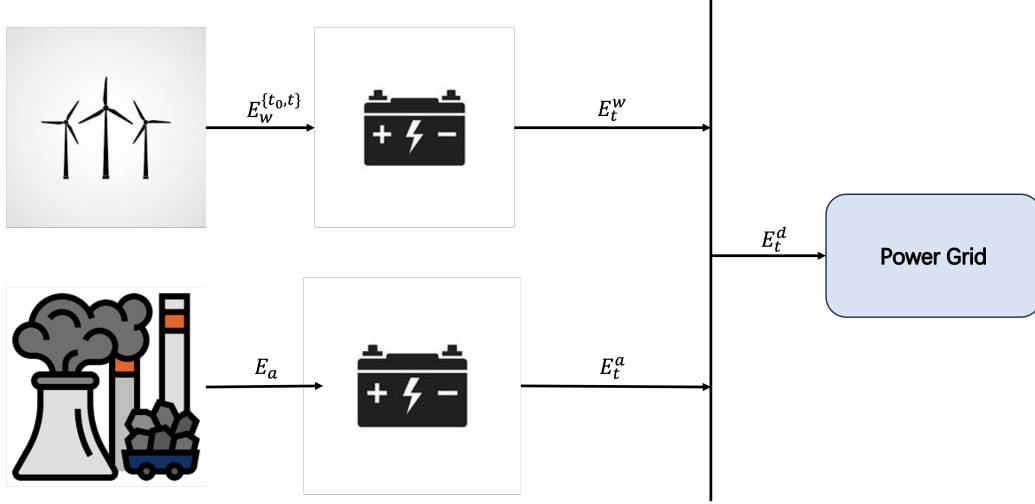 $E_w^{\{t_0,t\}}$
+ −
$E_t^w$
$E_t^d$
Power Grid
$E_a$
+ −
$E_t^a$